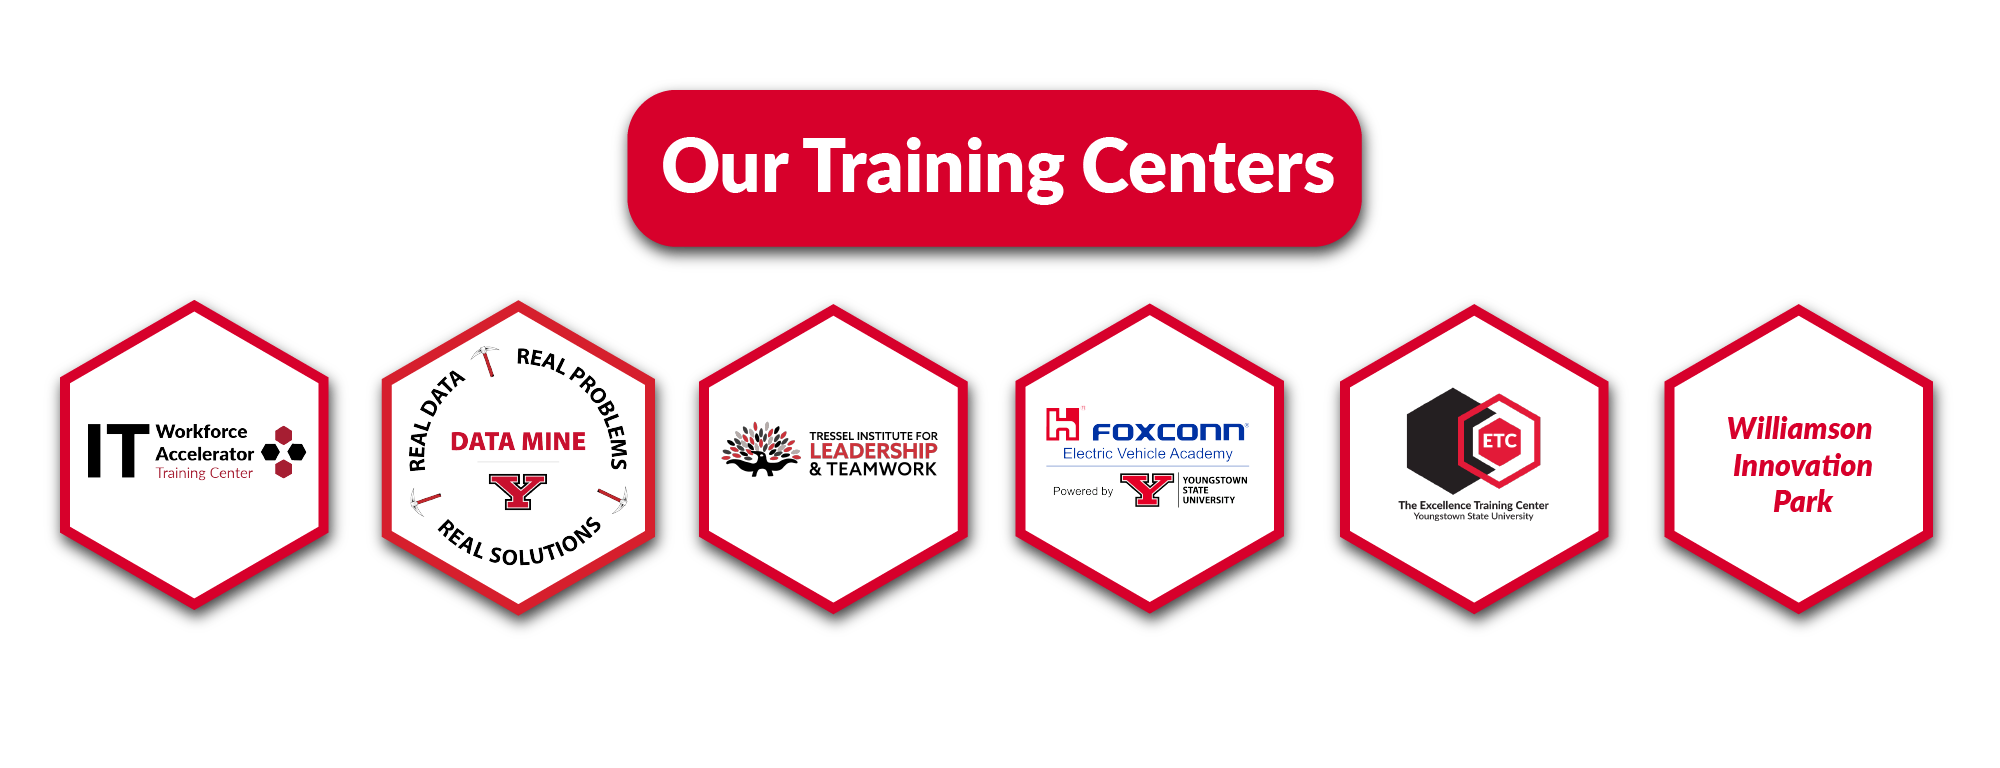 Our Training Centers
IT
Workforce
Accelerator
Training Center
REAL DATA
REAL PROBLEMS
REAL SOLUTIONS
DATA MINE
Y
TRESSEL INSTITUTE FOR
LEADERSHIP
& TEAMWORK
FOXCONN®
Electric Vehicle Academy
Powered by
Y
YOUNGSTOWN
STATE
UNIVERSITY
ETC
The Excellence Training Center
Youngstown State University
Williamson
Innovation
Park